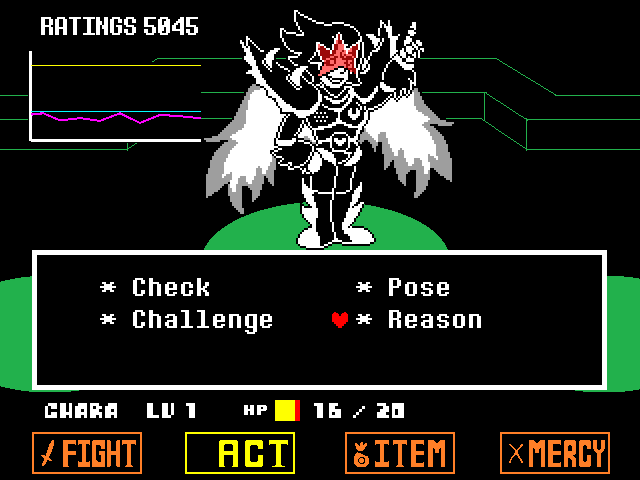 RATINGS 5045
* Check * Pose
* Challenge * Reason
CHARA LV 1 HP 16 / 20
FIGHT ACT ITEM MERCY